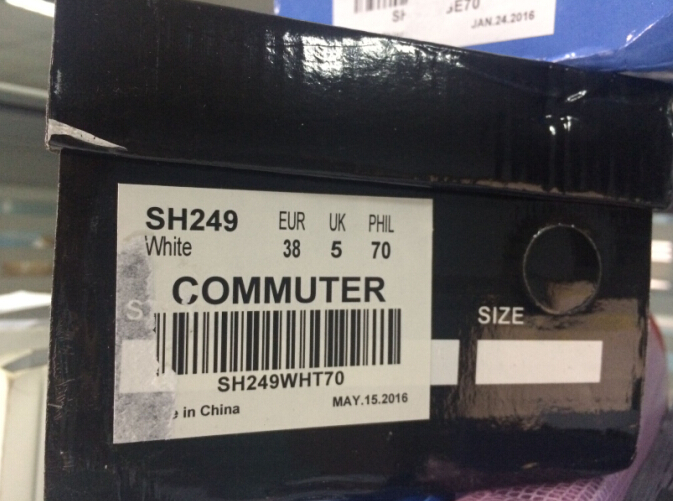 JAN.24.2016
SH249 EUR UK PHIL
White 38 5 70
COMMUTER
SIZE
SH249WHT70
in China
MAY.15.2016